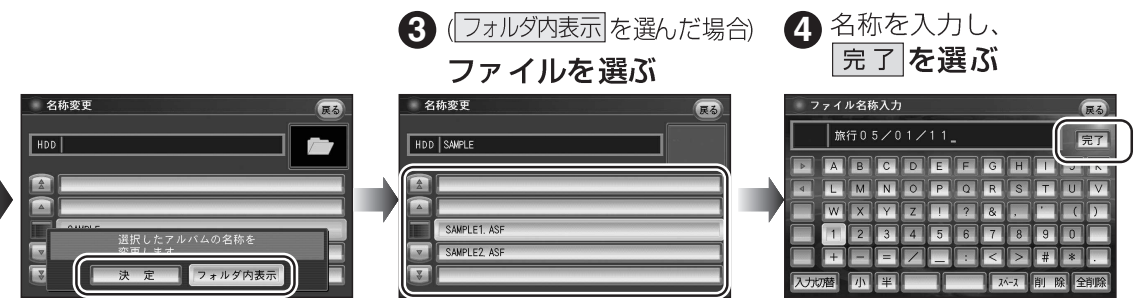 ❸ (フォルダ内表示を選んだ場合)
ファイルを選ぶ
❹ 名称を入力し、
完了を選ぶ
名称変更
戻る
HDD
選択したアルバムの名称を
変更します
決 定
フォルダ内表示
名称変更
戻る
HDD SAMPLE
SAMPLE1. ASF
SAMPLE2. ASF
ファイル名称入力
戻る
旅行05/01/11_
完了
A B C D E F G H I J K
L M N O P Q R S T U V
W X Y Z ! ? & . ' ( )
1 2 3 4 5 6 7 8 9 0
+ - = / _ : < > # * .
入力切替 小 半 スペース 削 除 全削除